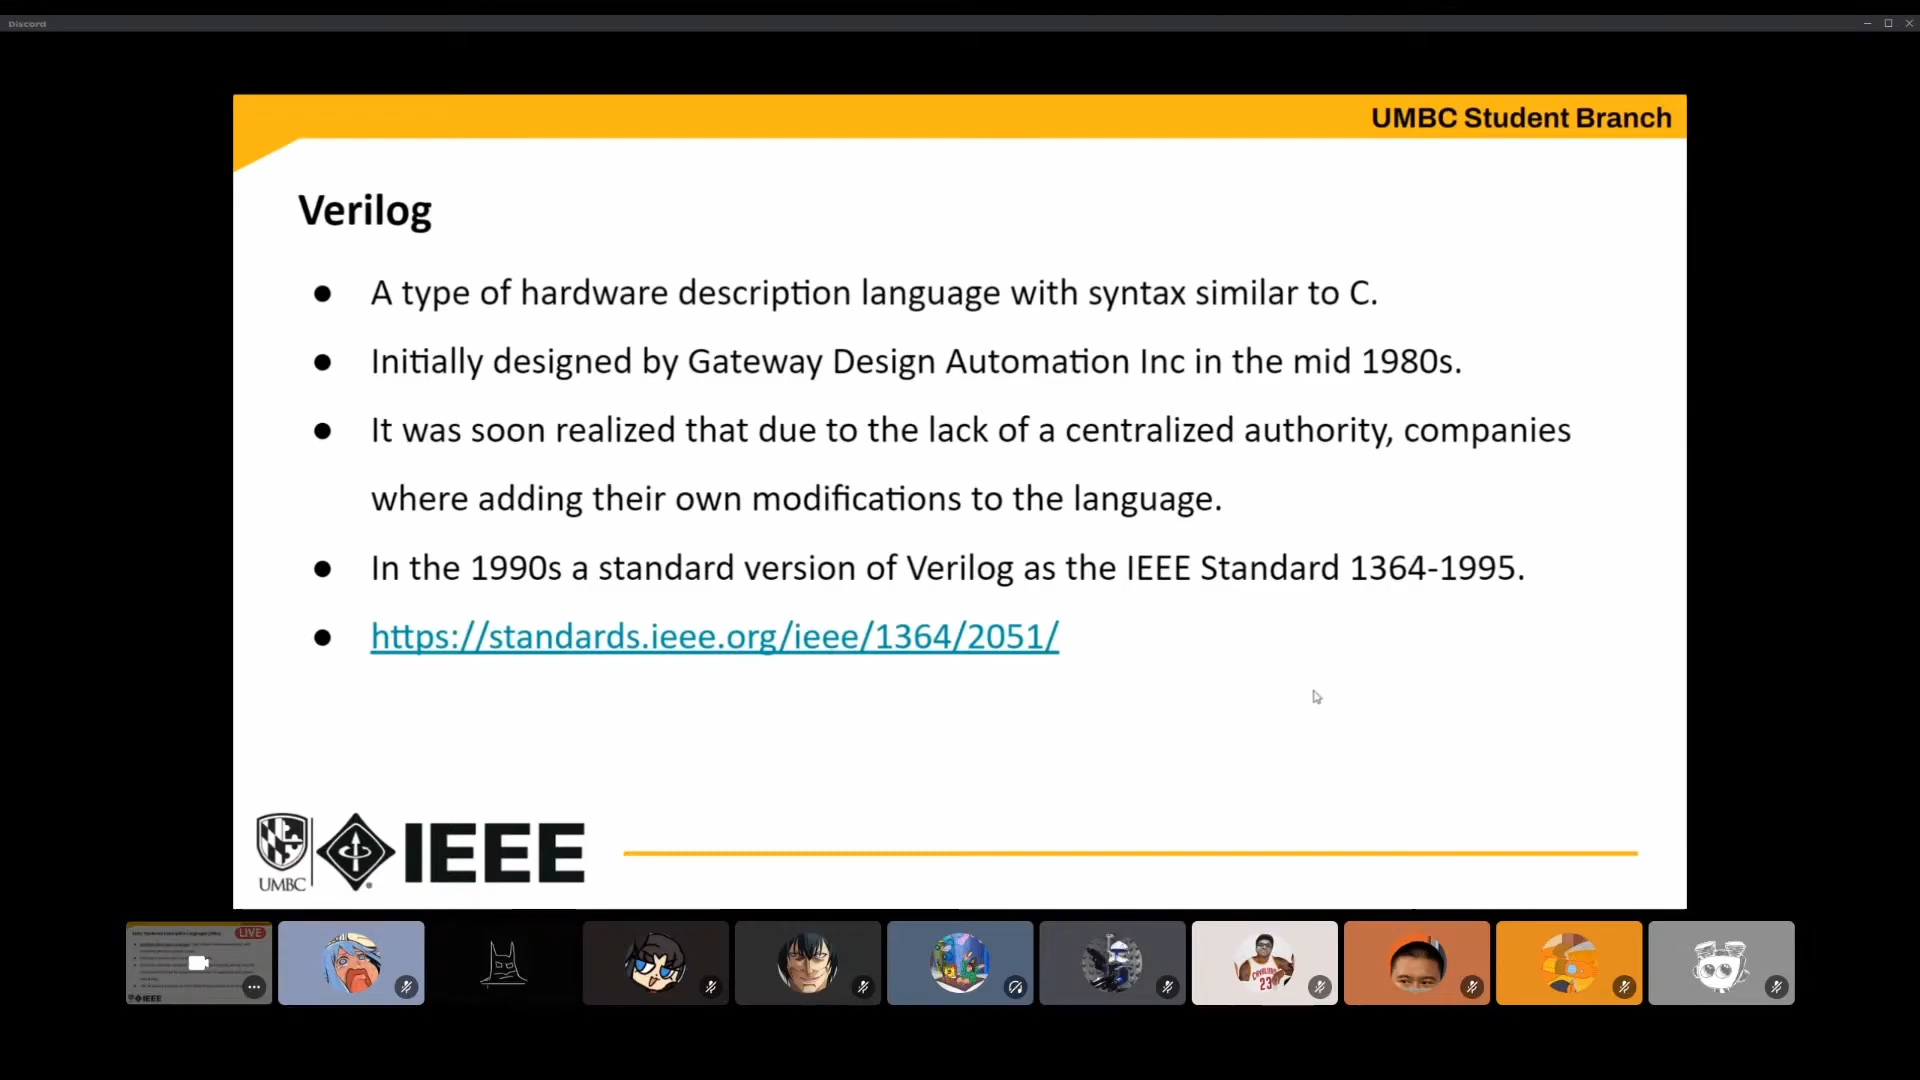 Discord
UMBC Student Branch
Verilog
● A type of hardware description language with syntax similar to C.
● Initially designed by Gateway Design Automation Inc in the mid 1980s.
● It was soon realized that due to the lack of a centralized authority, companies
where adding their own modifications to the language.
● In the 1990s a standard version of Verilog as the IEEE Standard 1364-1995.
● https://standards.ieee.org/ieee/1364/2051/
UMBC
IEEE
LIVE
IEEE
CAVALIERS
23